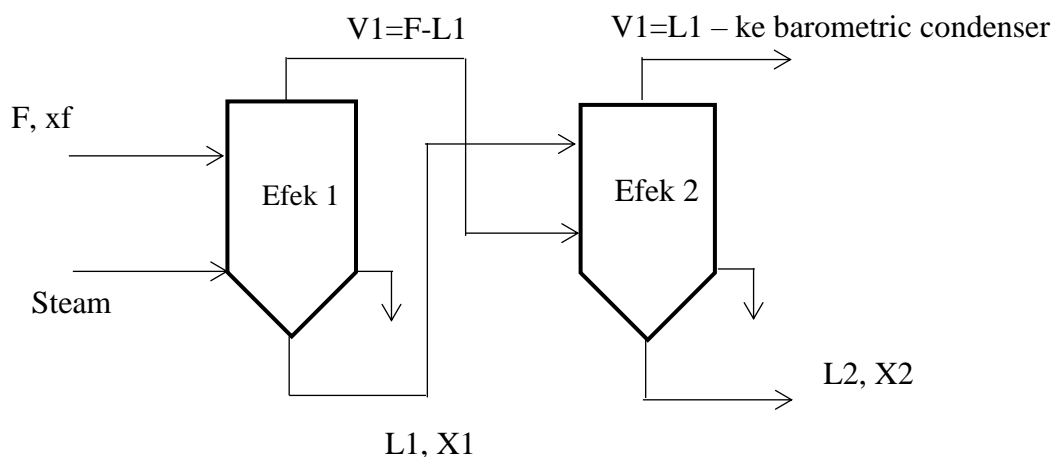 V1=F-L1
V1=L1 – ke barometric condenser
F, xf
Efek 1
Efek 2
Steam
L2, X2
L1, X1